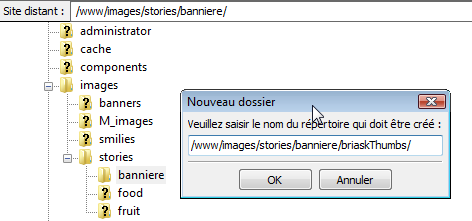 Site distant : /www/images/stories/banniere/
administrator
cache
components
images
banners
M_images
smilies
stories
banniere
food
fruit
Nouveau dossier
Veuillez saisir le nom du répertoire qui doit être créé :
/www/images/stories/banniere/briaskThumbs/
OK Annuler